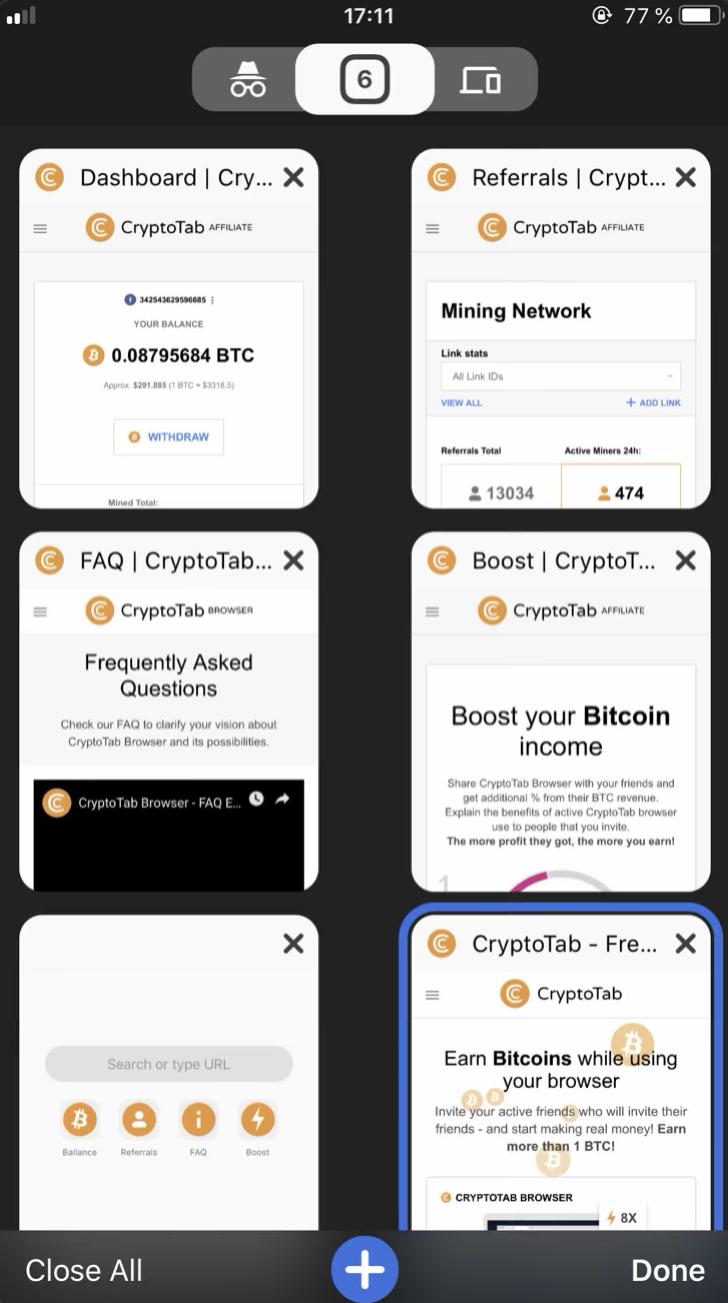 17:11
77 %
6
Dashboard | Cry...
CryptoTab AFFILIATE
342543629596685
YOUR BALANCE
0.08795684 BTC
Approx. $291.885 (1 BTC = $3318.5)
WITHDRAW
Mined Total:
Referrals | Crypt...
CryptoTab AFFILIATE
Mining Network
Link stats
All Link IDs
VIEW ALL
+ ADD LINK
Referrals Total
Active Miners 24h:
13034
474
FAQ | CryptoTab...
CryptoTab BROWSER
Frequently Asked
Questions
Check our FAQ to clarify your vision about
CryptoTab Browser and its possibilities.
CryptoTab Browser - FAQ E...
Boost | CryptoT...
CryptoTab AFFILIATE
Boost your Bitcoin
income
Share CryptoTab Browser with your friends and
get additional % from their BTC revenue.
Explain the benefits of active CryptoTab browser
use to people that you invite.
The more profit they got, the more you earn!
1
Search or type URL
Ballance
Referrals
FAQ
Boost
CryptoTab - Fre...
CryptoTab
Earn Bitcoins while using
your browser
Invite your active friends who will invite their
friends - and start making real money! Earn
more than 1 BTC!
CRYPTOTAB BROWSER
8X
Close All
Done